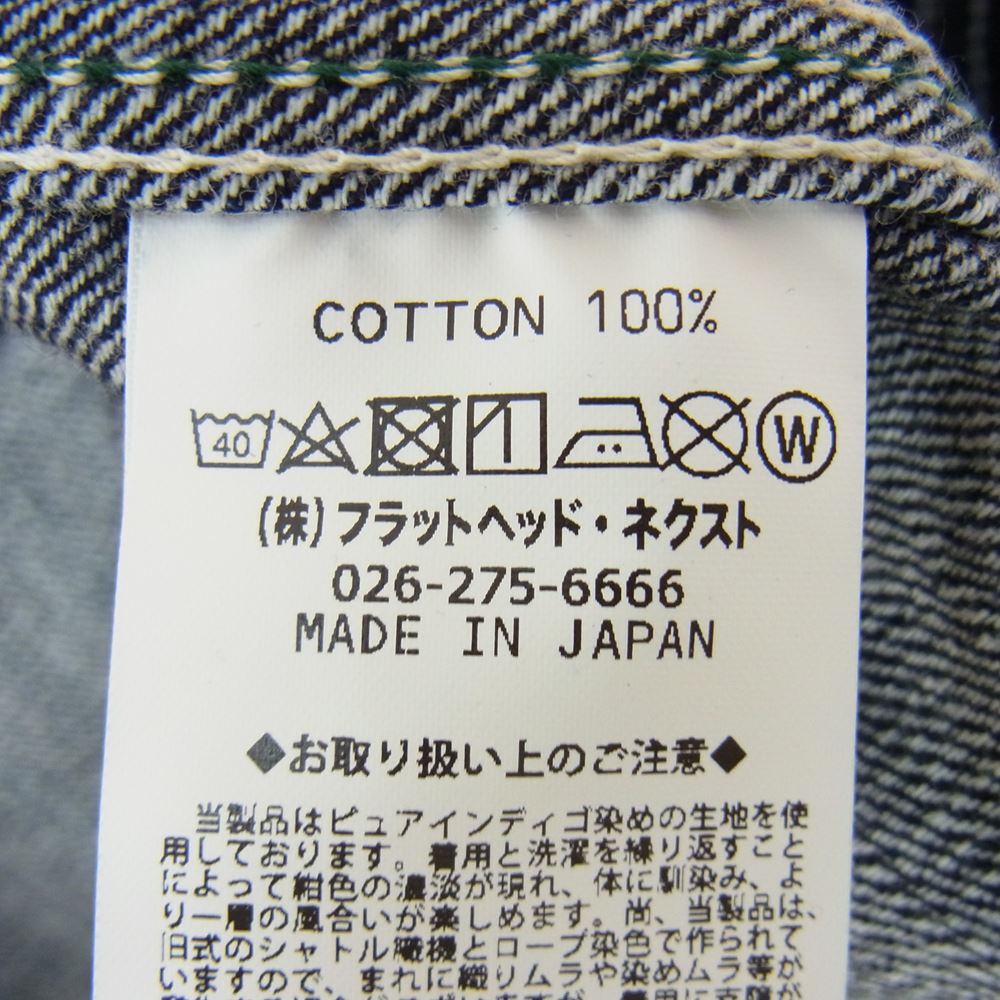 COTTON 100%
40 W
(株)フラットヘッド・ネクスト
026-275-6666
MADE IN JAPAN
◆お取り扱い上のご注意◆
当製品はピュアインディゴ染めの生地を使
用しております。着用と洗濯を繰り返すこと
によって紺色の濃淡が現れ、体に馴染み、よ
り一層の風合いが楽しめます。尚、当製品は、
旧式のシャトル織機とロープ染色で作られて
いますので、まれに織りムラや染めムラ等が